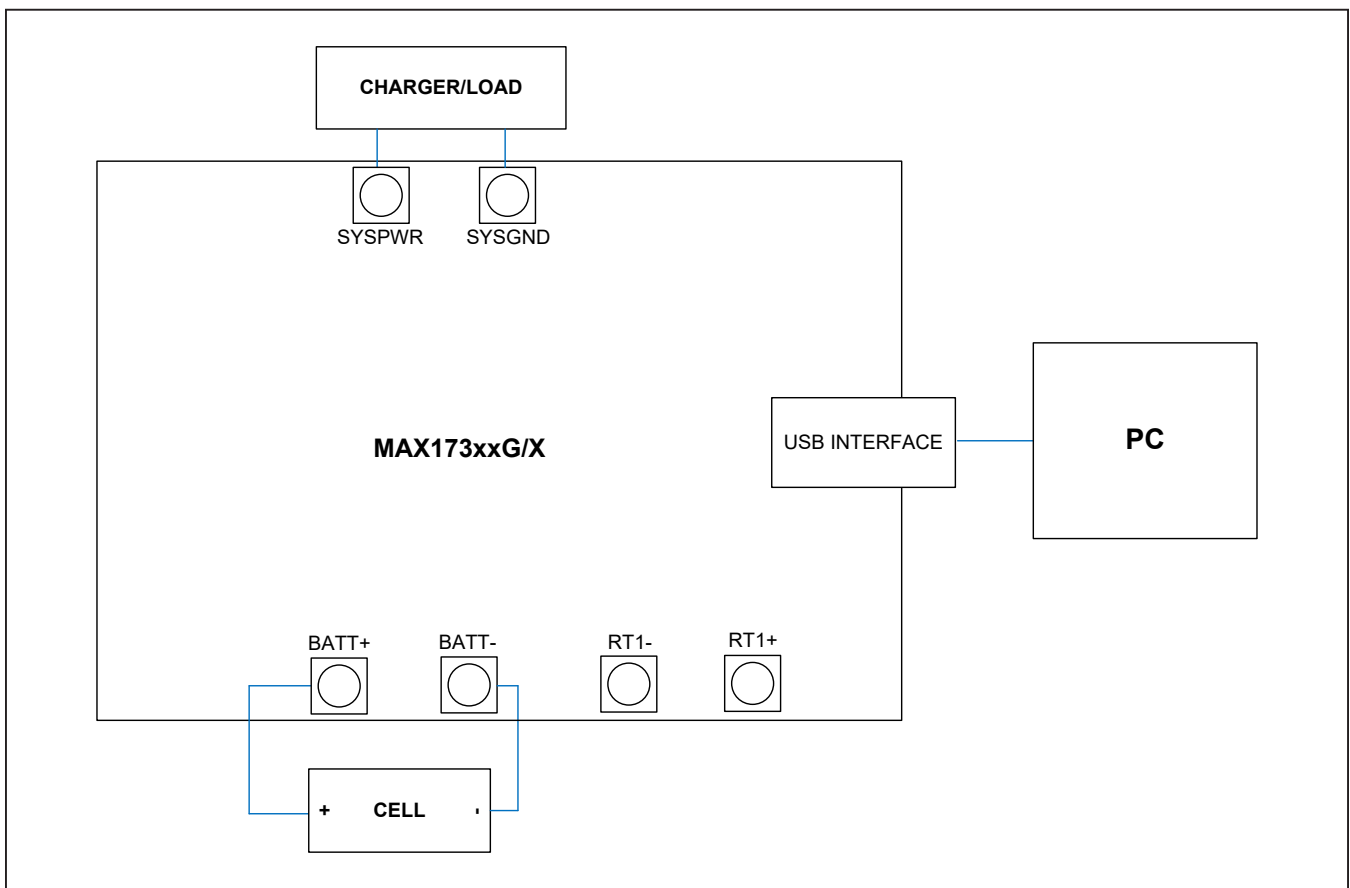 CHARGER/LOAD
SYSPWR
SYSGND
MAX173xxG/X
USB INTERFACE
PC
BATT+
BATT-
RT1-
RT1+
+ CELL -